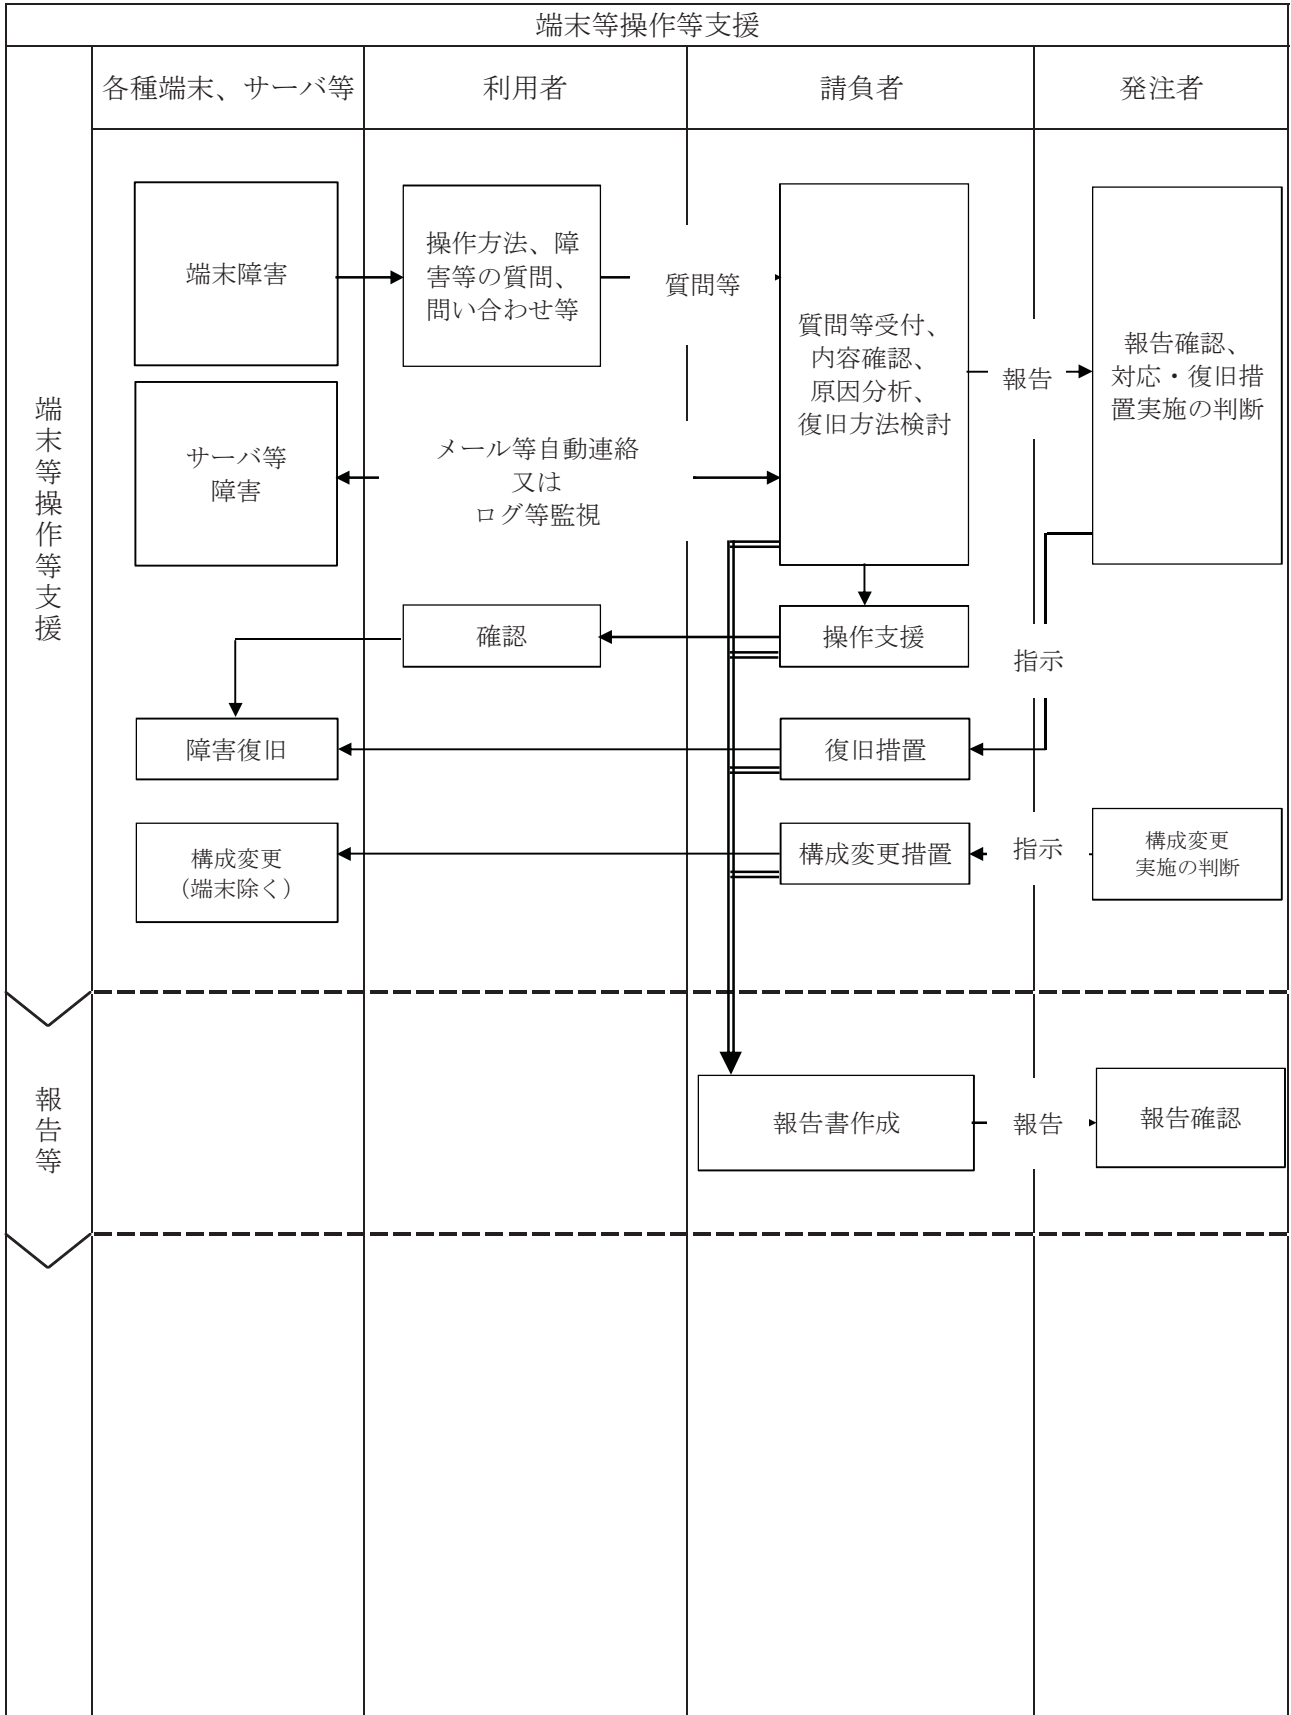 端末等操作等支援
各種端末、サーバ等
利用者
請負者
発注者
端末等操作等支援
端末障害
操作方法、障
害等の質問、
問い合わせ等
質問等
質問等受付、
内容確認、
原因分析、
復旧方法検討
報告
報告確認、
対応・復旧措
置実施の判断
サーバ等
障害
メール等自動連絡
又は
ログ等監視
確認
操作支援
指示
障害復旧
復旧措置
構成変更
（端末除く）
構成変更措置
指示
構成変更
実施の判断
報告等
報告書作成
報告
報告確認